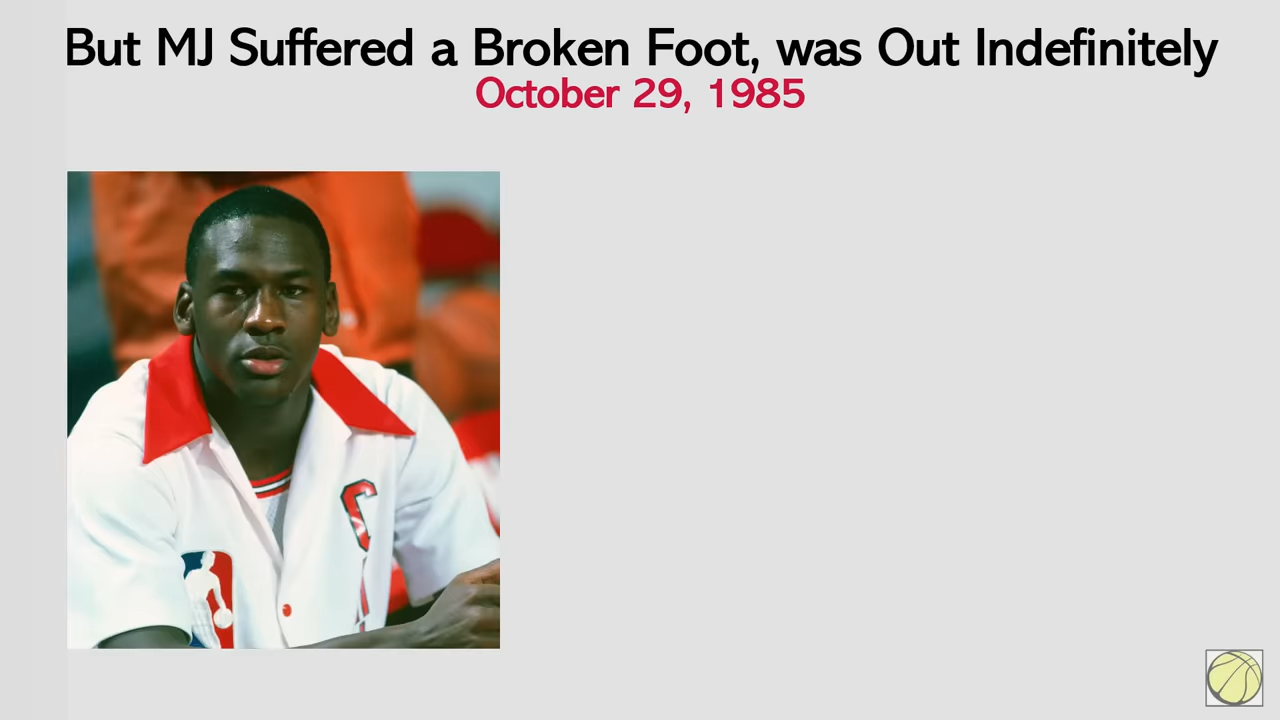 But MJ Suffered a Broken Foot, was Out Indefinitely
October 29, 1985
C